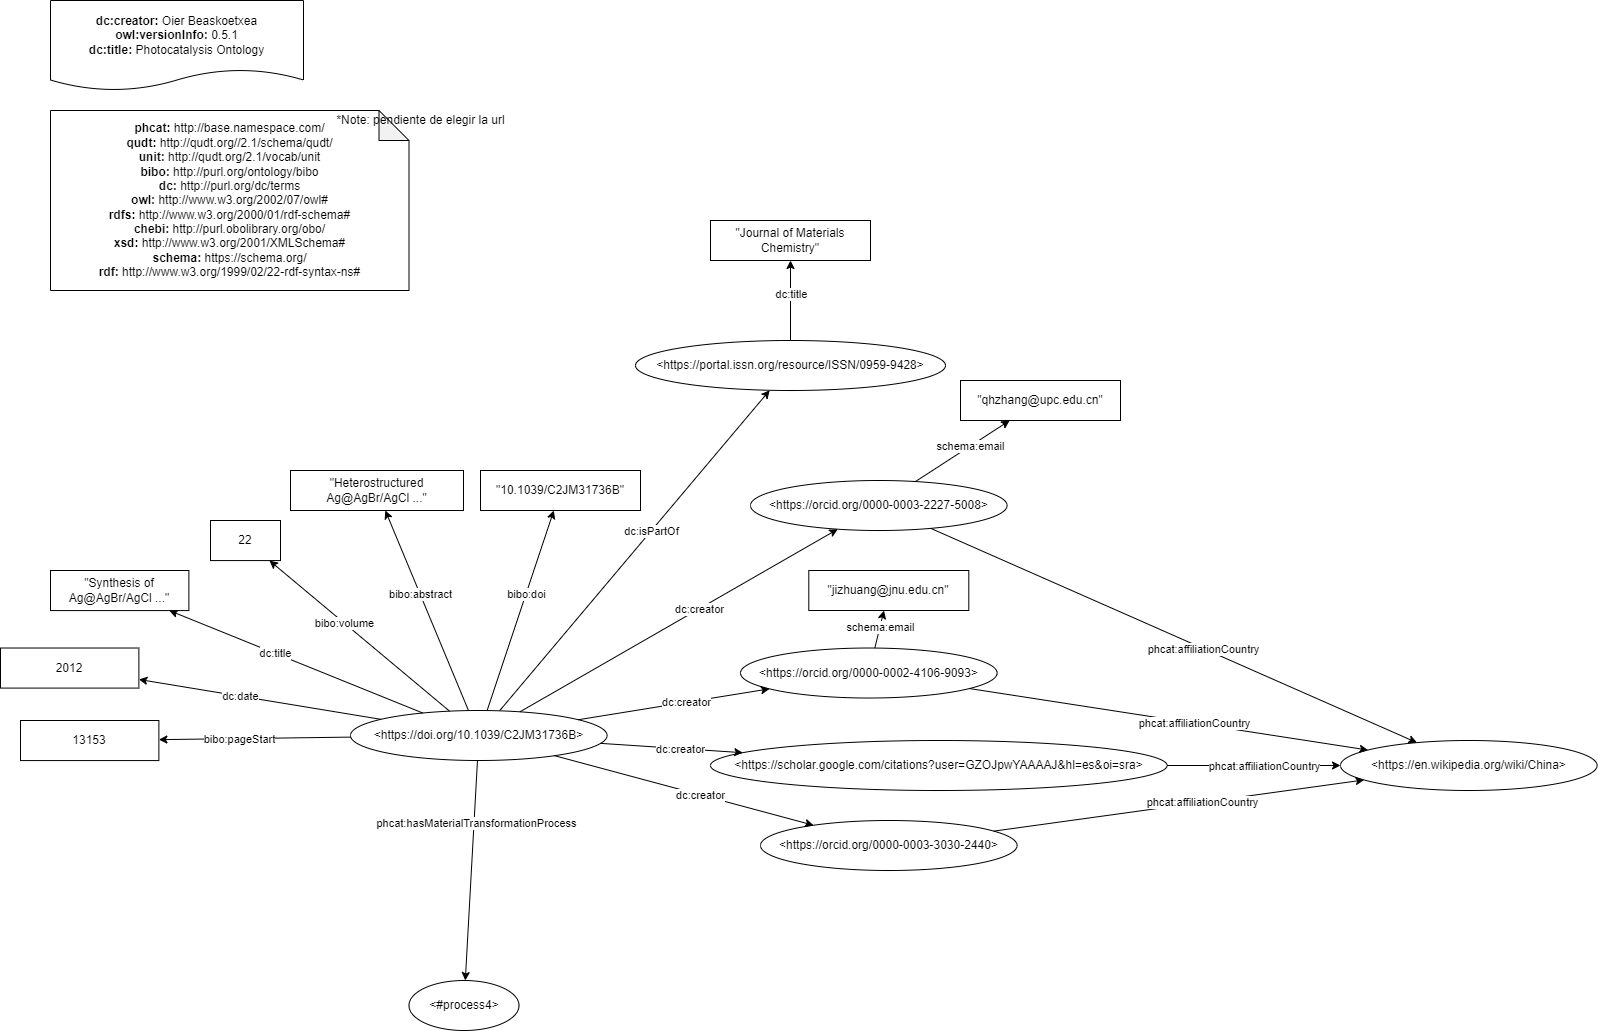 dc:creator: Oier Beaskoetxea
owl:versionInfo: 0.5.1
dc:title: Photocatalysis Ontology
*Note: pendiente de elegir la url
phcat: http://base.namespace.com/
qudt: http://qudt.org//2.1/schema/qudt/
unit: http://qudt.org/2.1/vocab/unit
bibo: http://purl.org/ontology/bibo
dc: http://purl.org/dc/terms
owl: http://www.w3.org/2002/07/owl#
rdfs: http://www.w3.org/2000/01/rdf-schema#
chebi: http://purl.obolibrary.org/obo/
xsd: http://www.w3.org/2001/XMLSchema#
schema: https://schema.org/
rdf: http://www.w3.org/1999/02/22-rdf-syntax-ns#
"Journal of Materials
Chemistry"
dc:title
<https://portal.issn.org/resource/ISSN/0959-9428>
"qhzhang@upc.edu.cn"
schema:email
"Heterostructured
Ag@AgBr/AgCl ..."
"10.1039/C2JM31736B"
<https://orcid.org/0000-0003-2227-5008>
dc:isPartOf
22
"Synthesis of
Ag@AgBr/AgCl ..."
bibo:abstract
bibo:doi
"jizhuang@jnu.edu.cn"
dc:creator
bibo:volume
schema:email
dc:title
phcat:affiliationCountry
2012
<https://orcid.org/0000-0002-4106-9093>
dc:date
dc:creator
phcat:affiliationCountry
13153
bibo:pageStart
<https://doi.org/10.1039/C2JM31736B>
dc:creator
<https://scholar.google.com/citations?user=GZOJpwYAAAAJ&hl=es&oi=sra>
phcat:affiliationCountry
<https://en.wikipedia.org/wiki/China>
dc:creator
phcat:affiliationCountry
phcat:hasMaterialTransformationProcess
<https://orcid.org/0000-0003-3030-2440>
<#process4>